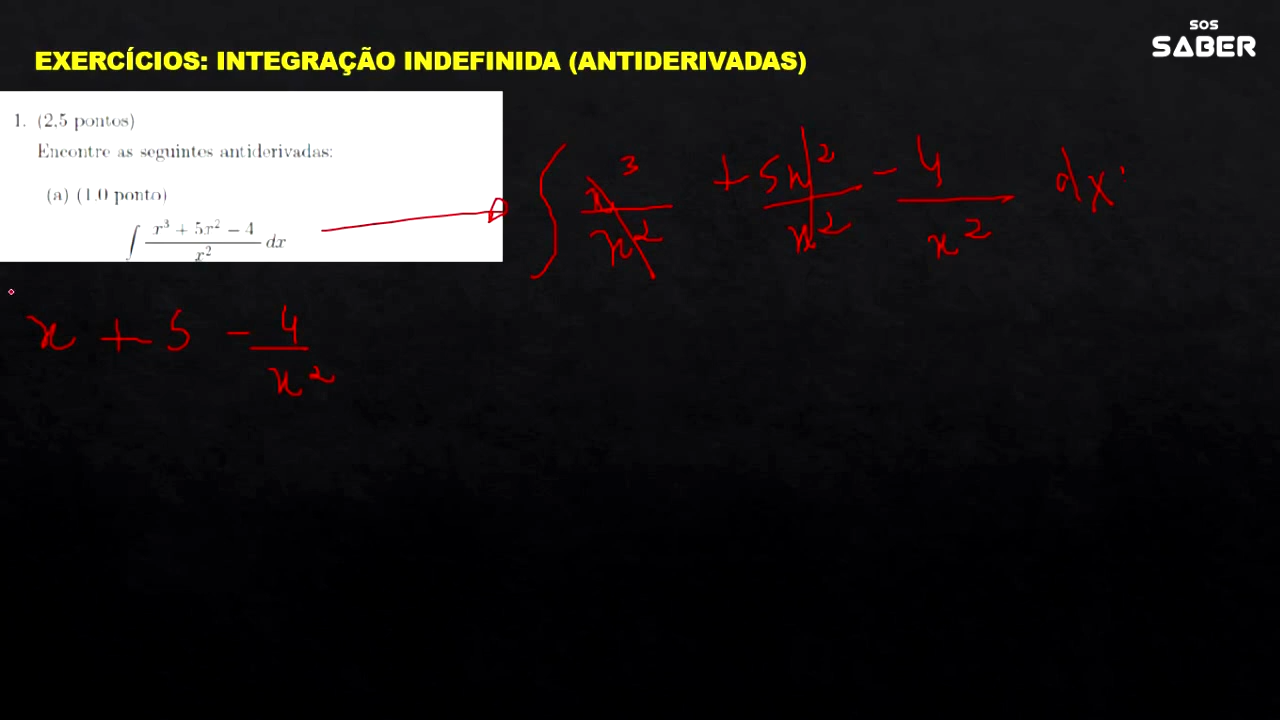 SOS
SABER
EXERCÍCIOS: INTEGRAÇÃO INDEFINIDA (ANTIDERIVADAS)
1. (2,5 pontos)
Encontre as seguintes antiderivadas:
(a) (1,0 ponto)
∫ (x³ + 5x² − 4)/x² dx
∫ x³/x² + 5x²/x² − 4/x² dx
x + 5 − 4/x²